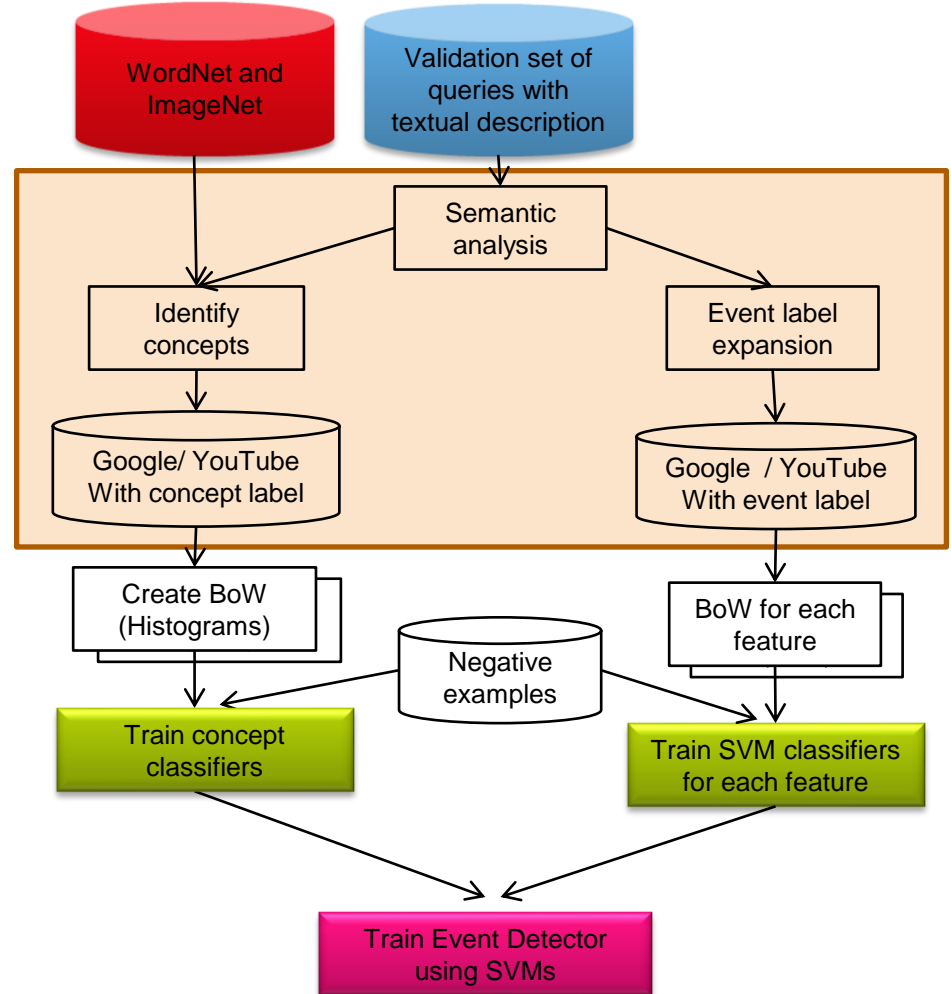 WordNet and
ImageNet
Validation set of
queries with
textual description
Semantic
analysis
Identify
concepts
Event label
expansion
Google/ YouTube
With concept label
Google / YouTube
With event label
Create BoW
(Histograms)
BoW for each
feature
Negative
examples
Train concept
classifiers
Train SVM classifiers
for each feature
Train Event Detector
using SVMs